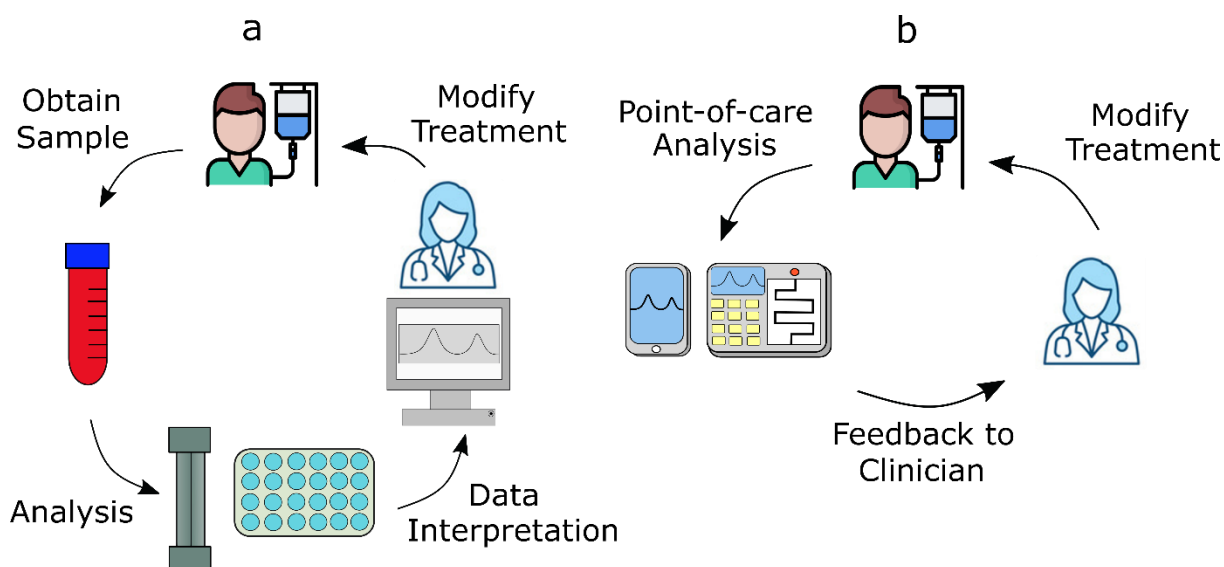 a
Obtain
Sample
Modify
Treatment
Analysis
Data
Interpretation
b
Point-of-care
Analysis
Modify
Treatment
Feedback to
Clinician